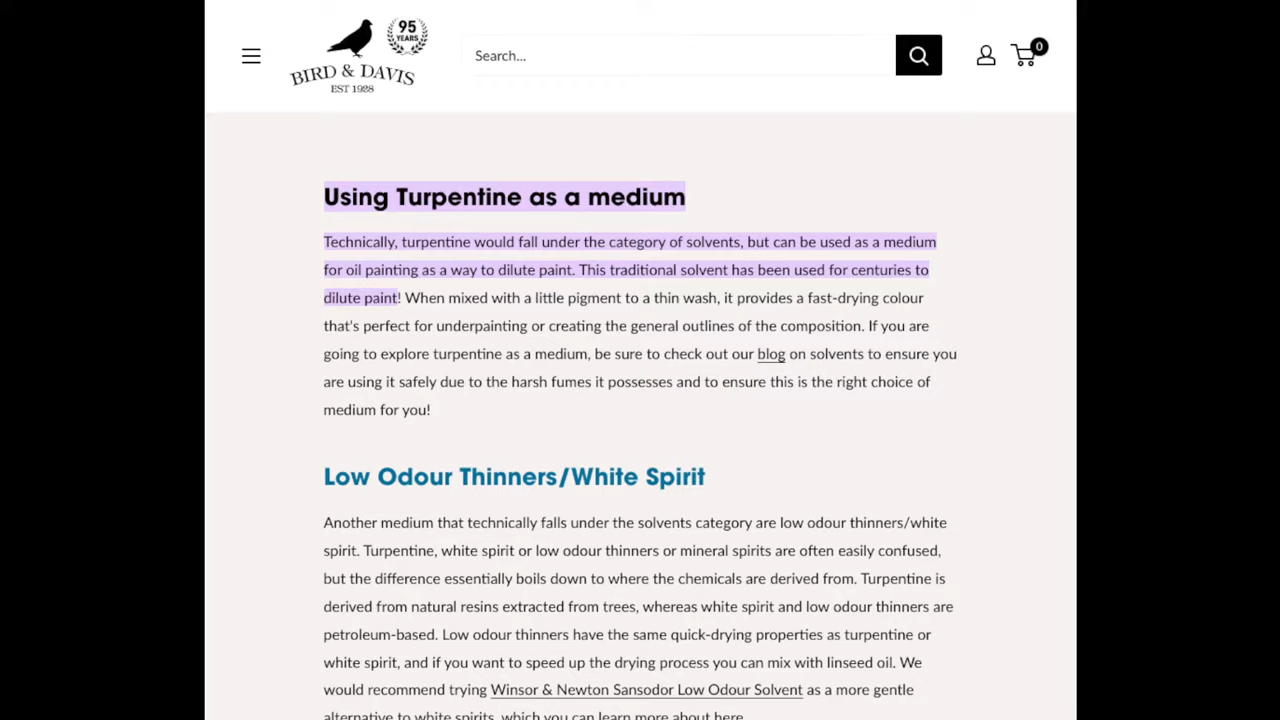 95
YEARS
BIRD & DAVIS
EST 1928
Search...
0
Using Turpentine as a medium
Technically, turpentine would fall under the category of solvents, but can be used as a medium
for oil painting as a way to dilute paint. This traditional solvent has been used for centuries to
dilute paint! When mixed with a little pigment to a thin wash, it provides a fast-drying colour
that's perfect for underpainting or creating the general outlines of the composition. If you are
going to explore turpentine as a medium, be sure to check out our blog on solvents to ensure you
are using it safely due to the harsh fumes it possesses and to ensure this is the right choice of
medium for you!
Low Odour Thinners/White Spirit
Another medium that technically falls under the solvents category are low odour thinners/white
spirit. Turpentine, white spirit or low odour thinners or mineral spirits are often easily confused,
but the difference essentially boils down to where the chemicals are derived from. Turpentine is
derived from natural resins extracted from trees, whereas white spirit and low odour thinners are
petroleum-based. Low odour thinners have the same quick-drying properties as turpentine or
white spirit, and if you want to speed up the drying process you can mix with linseed oil. We
would recommend trying Winsor & Newton Sansodor Low Odour Solvent as a more gentle
alternative to white spirits, which you can learn more about here.